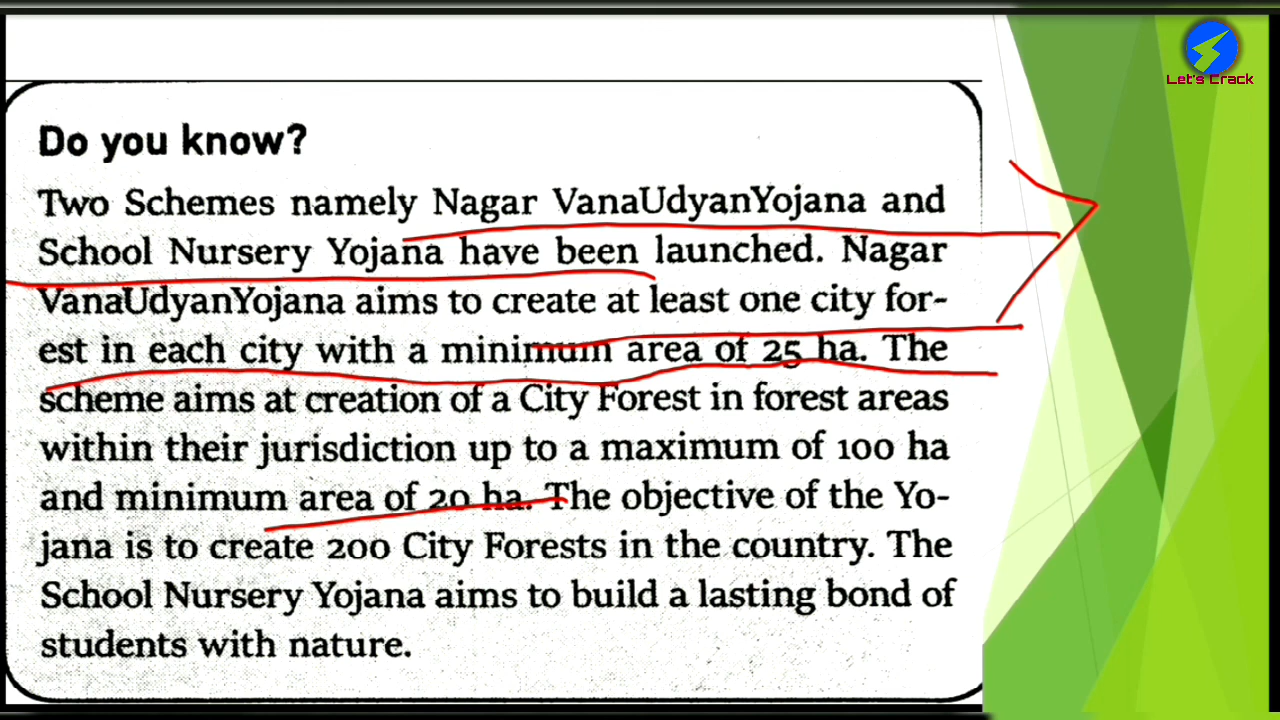 Let's Crack
Do you know?
Two Schemes namely Nagar VanaUdyanYojana and
School Nursery Yojana have been launched. Nagar
VanaUdyanYojana aims to create at least one city for-
est in each city with a minimum area of 25 ha. The
scheme aims at creation of a City Forest in forest areas
within their jurisdiction up to a maximum of 100 ha
and minimum area of 20 ha. The objective of the Yo-
jana is to create 200 City Forests in the country. The
School Nursery Yojana aims to build a lasting bond of
students with nature.